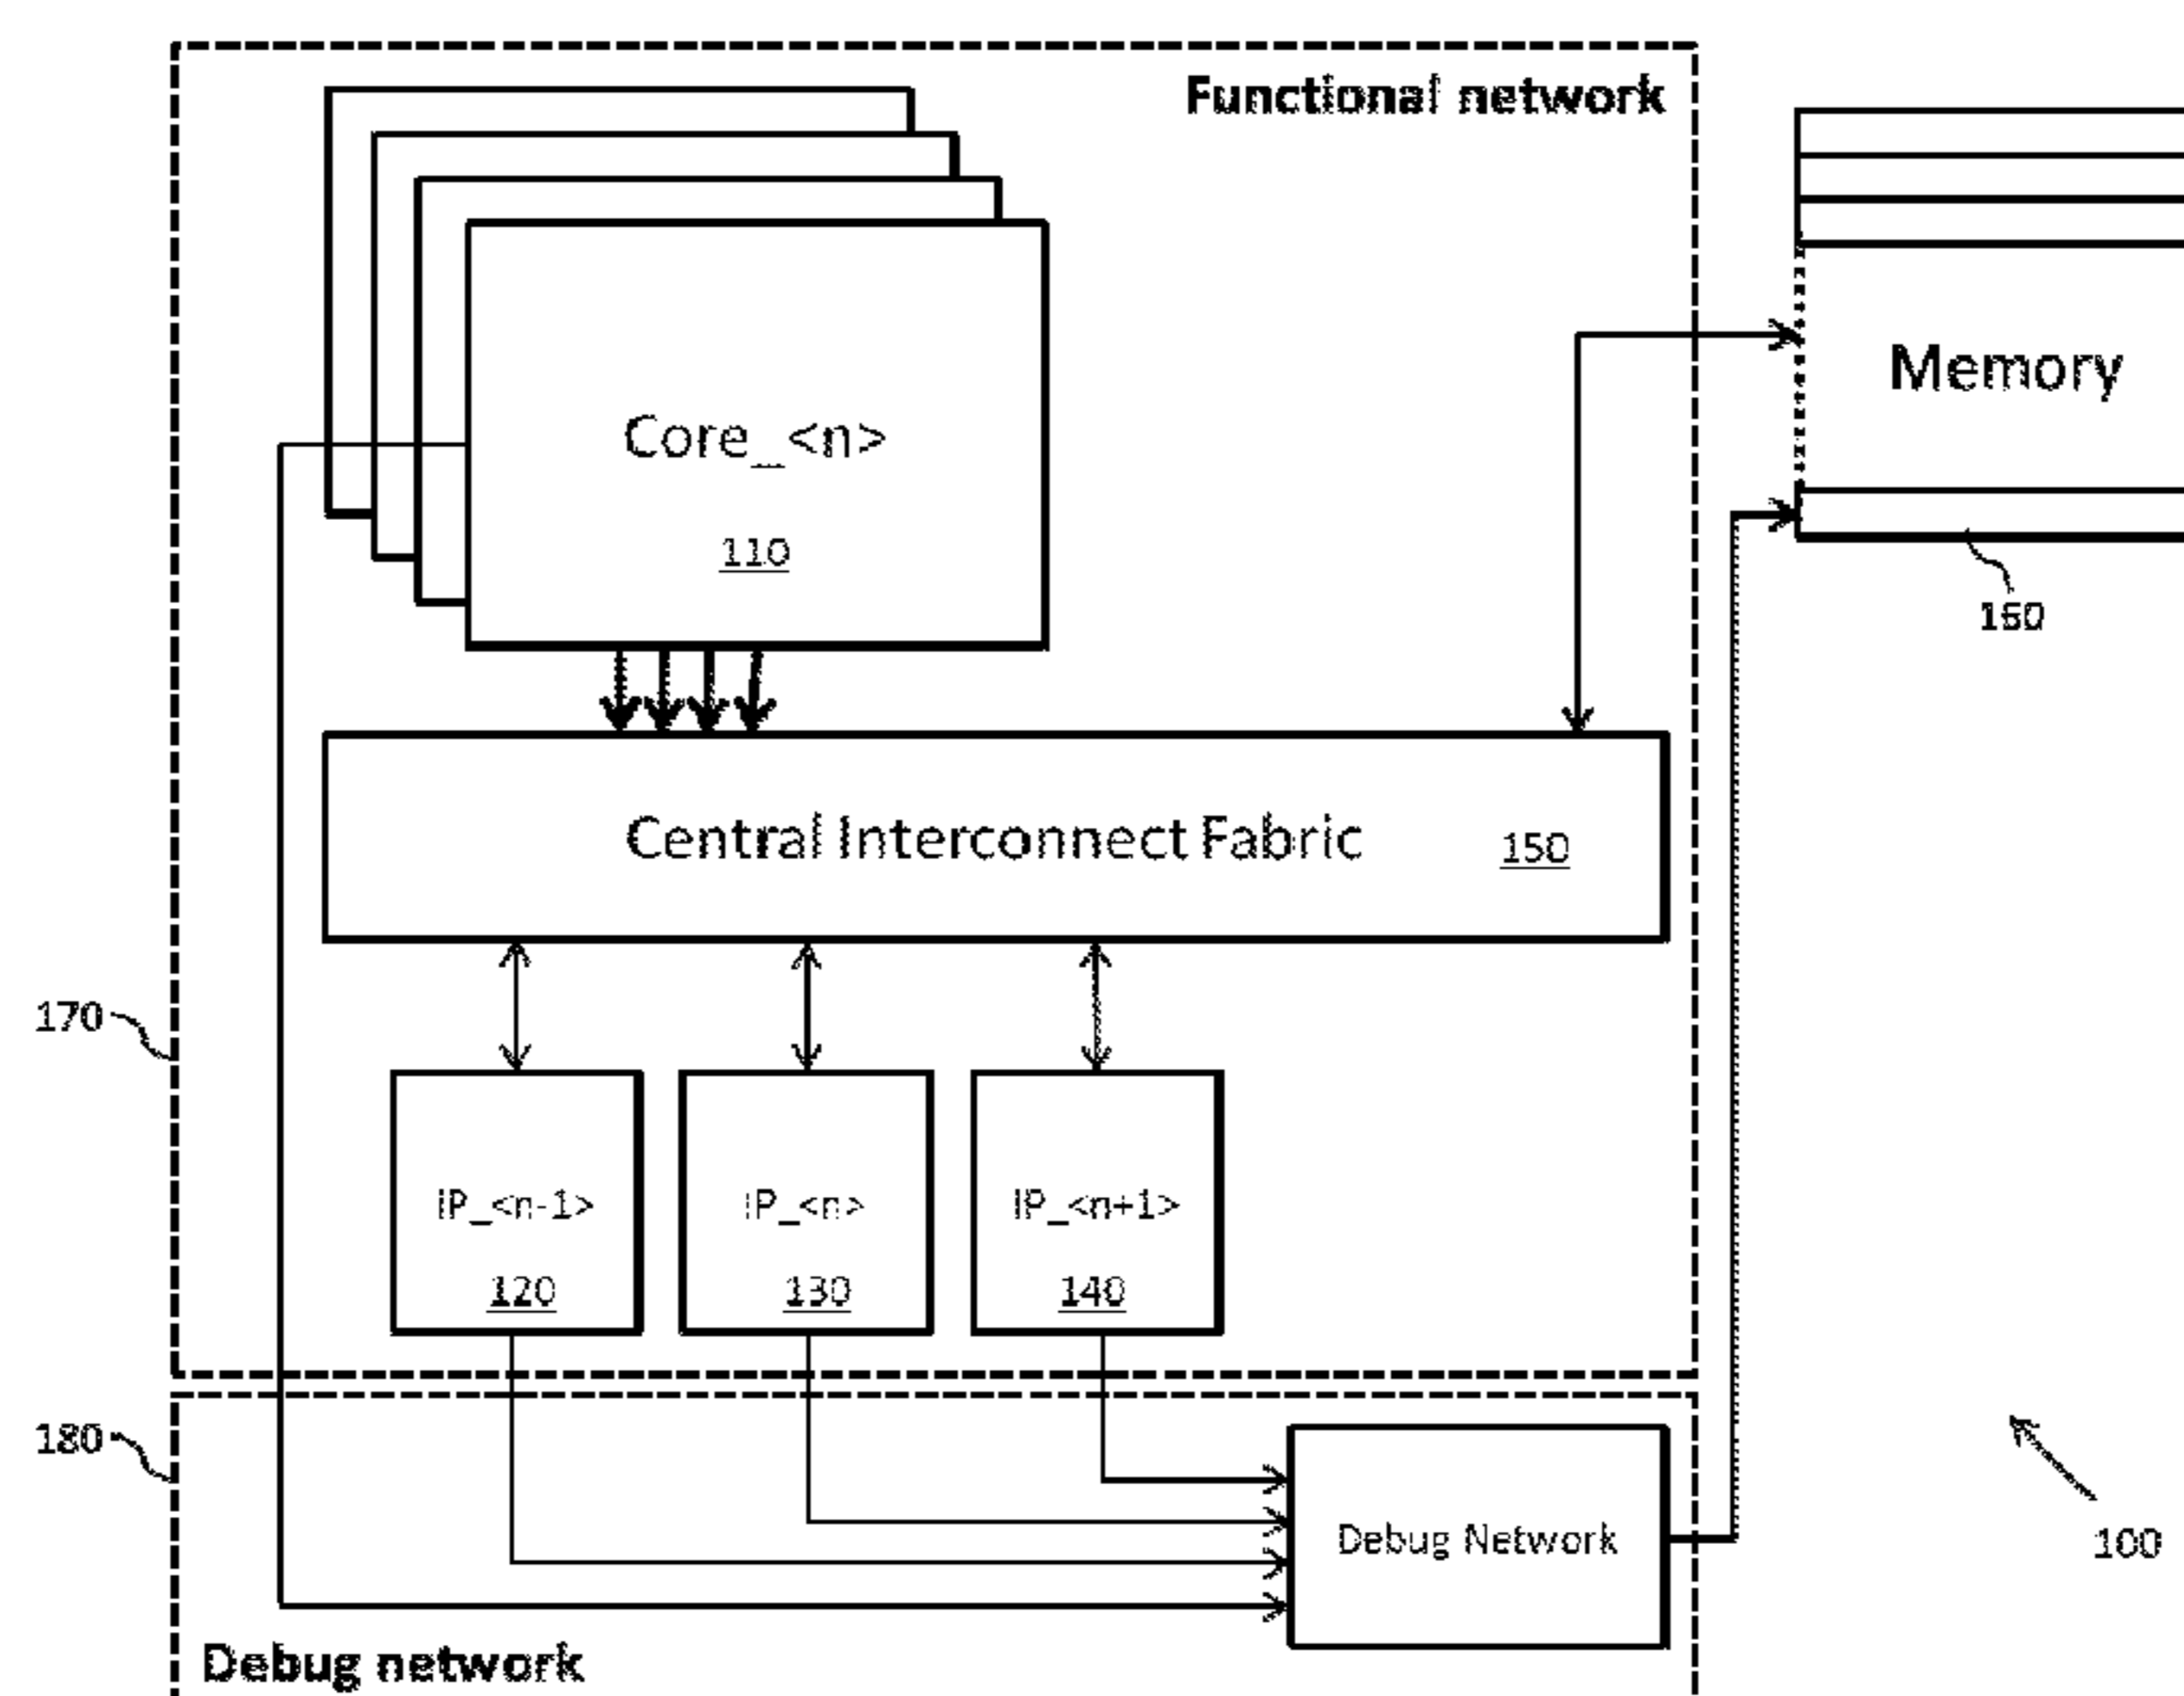 Functional network
Core_<n>
110
Memory
160
Central Interconnect Fabric
150
170
IP_<n-1>
IP_<n>
IP_<n+1>
120
130
140
180
Debug Network
100
Debug network